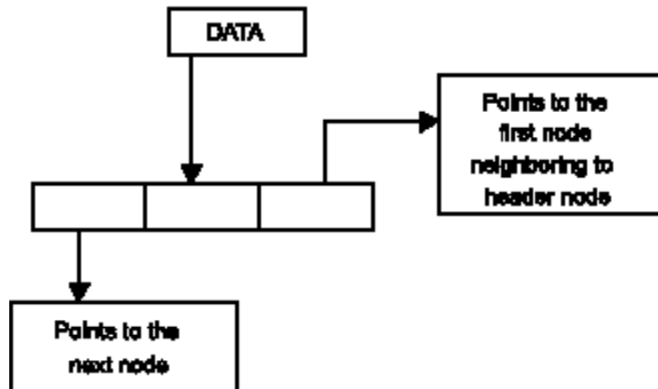 DATA
Points to the
first node
neighboring to
header node
Points to the
next node